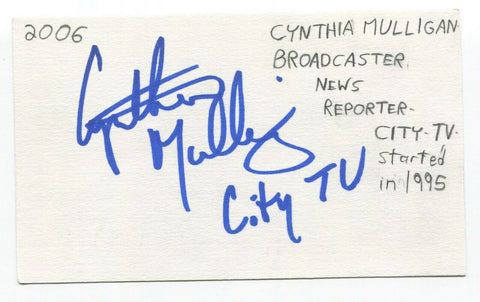 2006
CYNTHIA MULLIGAN
BROADCASTER,
NEWS
REPORTER-
CITY-TV-
started
in 1995
Cynthia
Mulligan
City TV